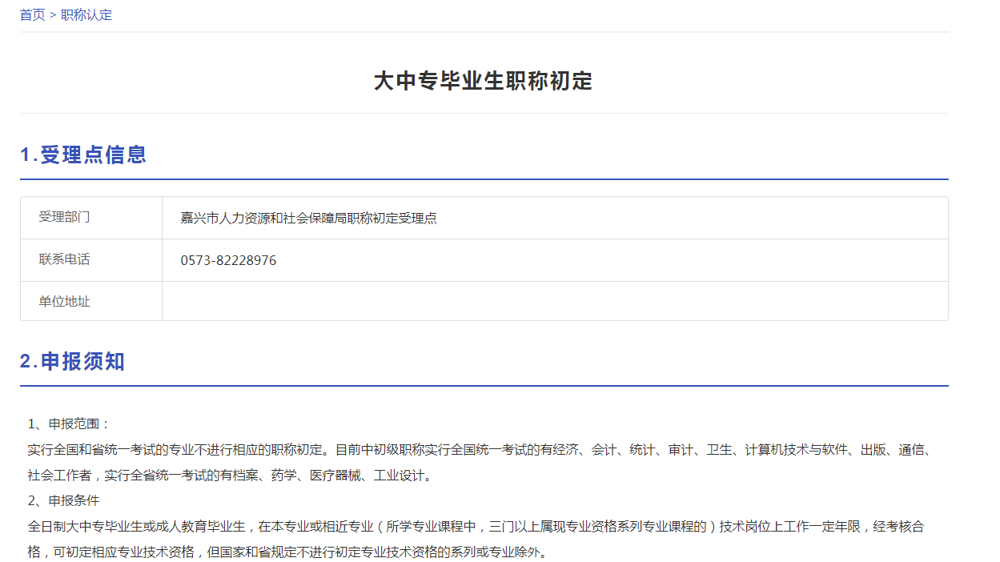 首页 > 职称认定
大中专毕业生职称初定
1.受理点信息
受理部门 嘉兴市人力资源和社会保障局职称初定受理点
联系电话 0573-82228976
单位地址
2.申报须知
1、申报范围：
实行全国和省统一考试的专业不进行相应的职称初定。目前中初级职称实行全国统一考试的有经济、会计、统计、审计、卫生、计算机技术与软件、出版、通信、
社会工作者，实行全省统一考试的有档案、药学、医疗器械、工业设计。
2、申报条件
全日制大中专毕业生或成人教育毕业生，在本专业或相近专业（所学专业课程中，三门以上属现专业资格系列专业课程的）技术岗位上工作一定年限，经考核合
格，可初定相应专业技术资格，但国家和省规定不进行初定专业技术资格的系列或专业除外。